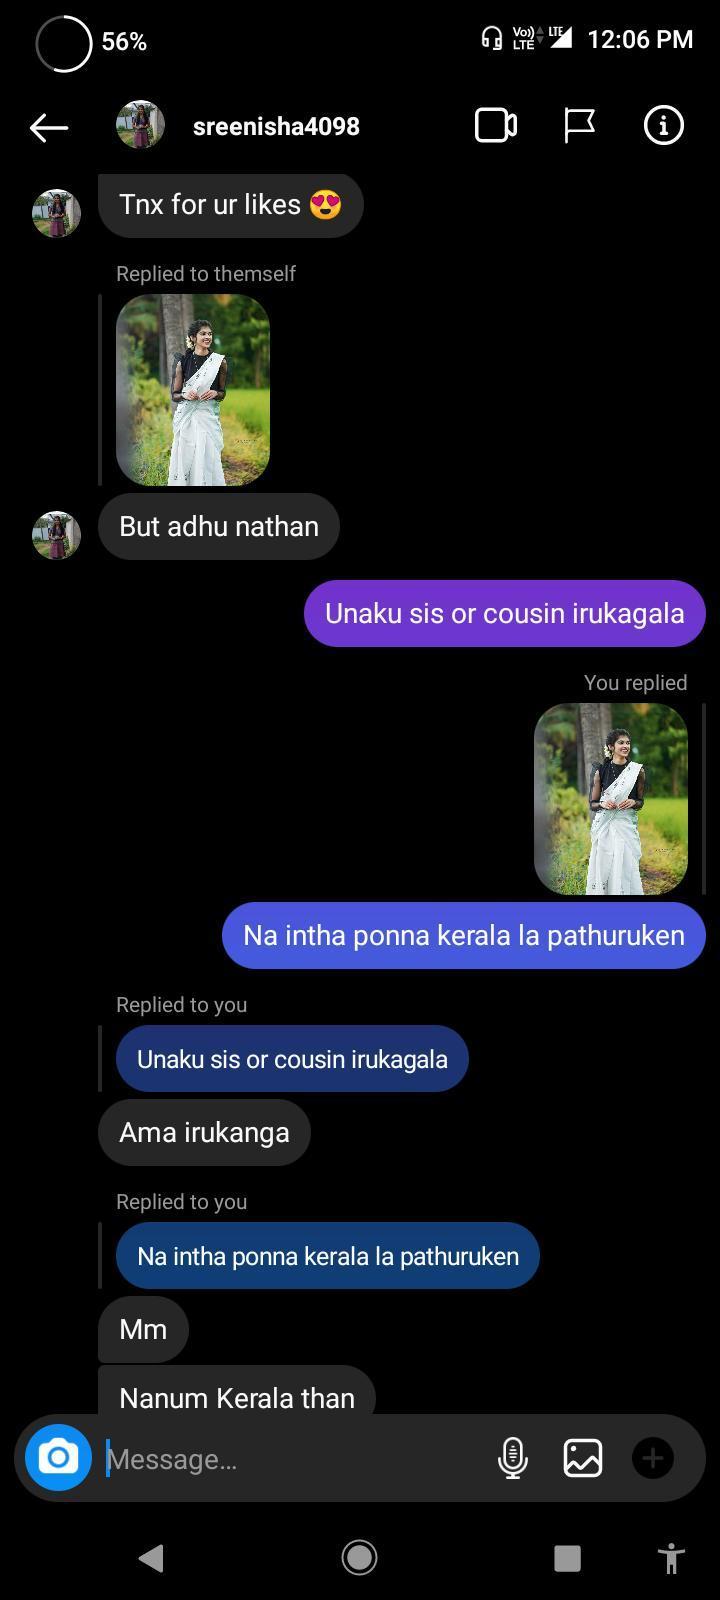 56%
Vo)) LTE LTE 12:06 PM
sreenisha4098
Tnx for ur likes 😍
Replied to themself
But adhu nathan
Unaku sis or cousin irukagala
You replied
Na intha ponna kerala la pathuruken
Replied to you
Unaku sis or cousin irukagala
Ama irukanga
Replied to you
Na intha ponna kerala la pathuruken
Mm
Nanum Kerala than
Message...